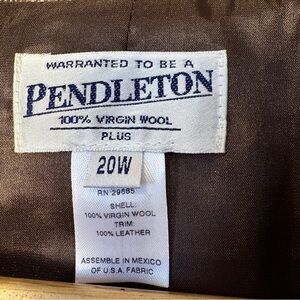 WARRANTED TO BE A
PENDLETON
100% VIRGIN WOOL
PLUS
20W
RN 29685
SHELL:
100% VIRGIN WOOL
TRIM:
100% LEATHER
ASSEMBLE IN MEXICO
OF U.S.A. FABRIC